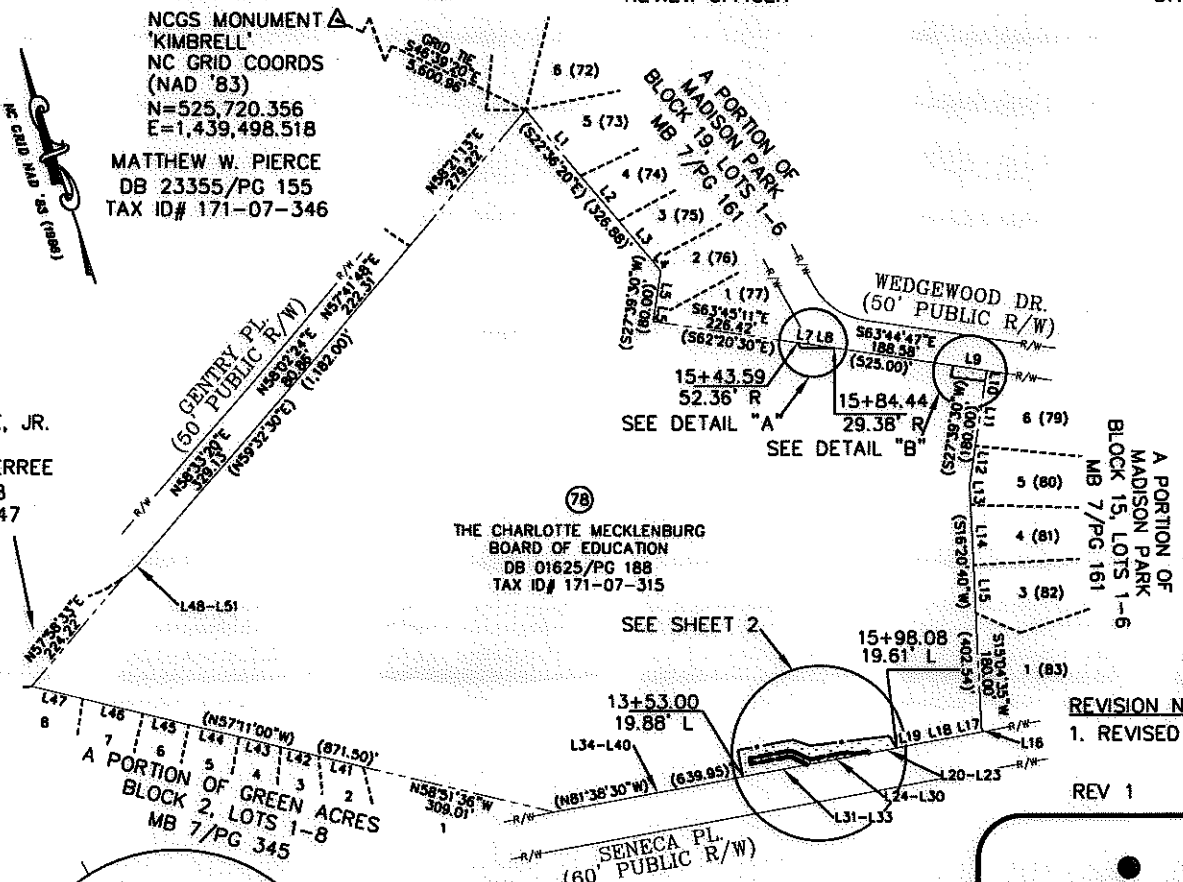 NCGS MONUMENT
'KIMBRELL'
NC GRID COORDS
(NAD '83)
N=525,720.356
E=1,439,498.518
MATTHEW W. PIERCE
DB 23355/PG 155
TAX ID# 171-07-346
NC GRID NAD '83 (1986)
GRID TIE
S46°39'20"E
5,600.96'
6 (72)
5 (73)
4 (74)
3 (75)
2 (76)
1 (77)
A PORTION OF
MADISON PARK
BLOCK 19, LOTS 1-6
MB 7/PG 161
L1
L2
L3
L4
L5
(S22°36'20"E) (326.88)'
(S27°39'30"W)
(80.00)'
N58°21'13"E
279.22'
R/W
N57°41'48"E
222.31'
GENTRY PL.
(50' PUBLIC R/W)
N58°02'24"E
80.86'
(1,182.00')
N58°33'20"E
329.13'
(N59°32'30"E)
R/W
S63°45'11"E
226.42'
(S62°20'30"E)
R/W
R/W
WEDGEWOOD DR.
(50' PUBLIC R/W)
R/W
R/W
L7 L8
S63°44'47"E
188.58'
(525.00)'
L9
L10
L11
(180.00)'
(S27°39'30"W)
15+43.59
52.36' R
SEE DETAIL "A"
15+84.44
29.38' R
SEE DETAIL "B"
6 (79)
5 (80)
4 (81)
3 (82)
1 (83)
A PORTION OF
MADISON PARK
BLOCK 15, LOTS 1-6
MB 7/PG 161
L12
L13
L14
L15
(S16°20'40"W)
(402.94)'
S15°04'35"W
180.00'
, JR.
ERREE
47
N57°58'33"E
224.22'
L48-L51
78
THE CHARLOTTE MECKLENBURG
BOARD OF EDUCATION
DB 01625/PG 188
TAX ID# 171-07-315
SEE SHEET 2
15+98.08
19.61' L
13+53.00
19.88' L
L34-L40
L19 L18 L17
L16
R/W
R/W
L20-L23
L24-L30
L31-L33
(N81°38'30"W)
(639.95)'
L47
L46
L45
L44
L43
L42
L41
8
7
6
5
4
3
2
1
(N57°11'00"W)
(871.50)'
N58°51'36"W
309.01'
A PORTION OF GREEN ACRES
BLOCK 2, LOTS 1-8
MB 7/PG 345
R/W
R/W
SENECA PL.
(60' PUBLIC R/W)
REVISION N
1. REVISED
REV 1